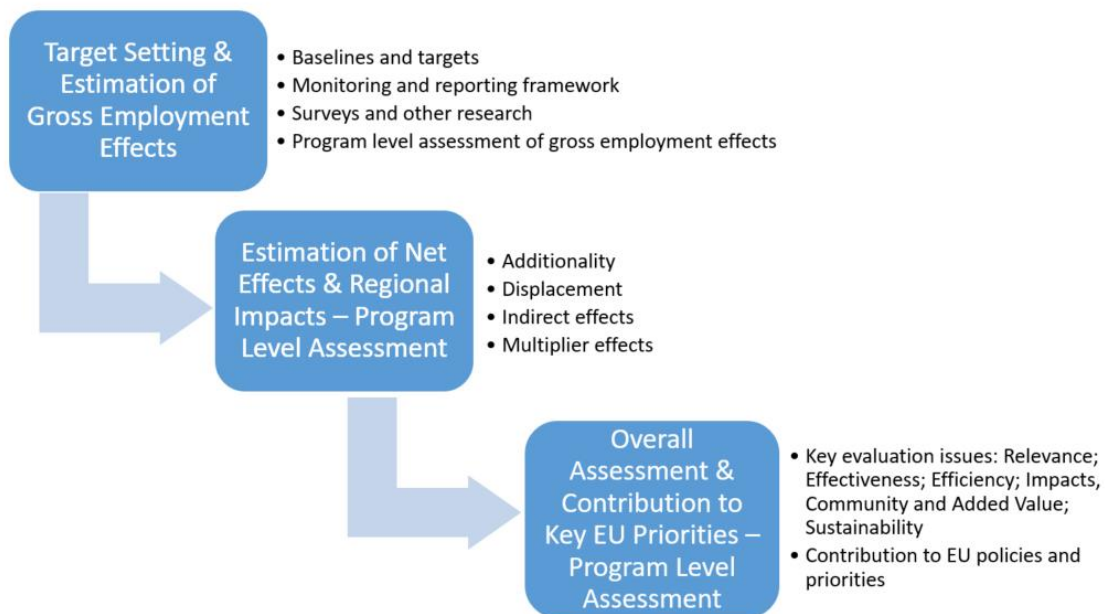 Target Setting &
Estimation of
Gross Employment
Effects
• Baselines and targets
• Monitoring and reporting framework
• Surveys and other research
• Program level assessment of gross employment effects
Estimation of Net
Effects & Regional
Impacts – Program
Level Assessment
• Additionality
• Displacement
• Indirect effects
• Multiplier effects
Overall
Assessment &
Contribution to
Key EU Priorities –
Program Level
Assessment
• Key evaluation issues: Relevance;
Effectiveness; Efficiency; Impacts,
Community and Added Value;
Sustainability
• Contribution to EU policies and
priorities